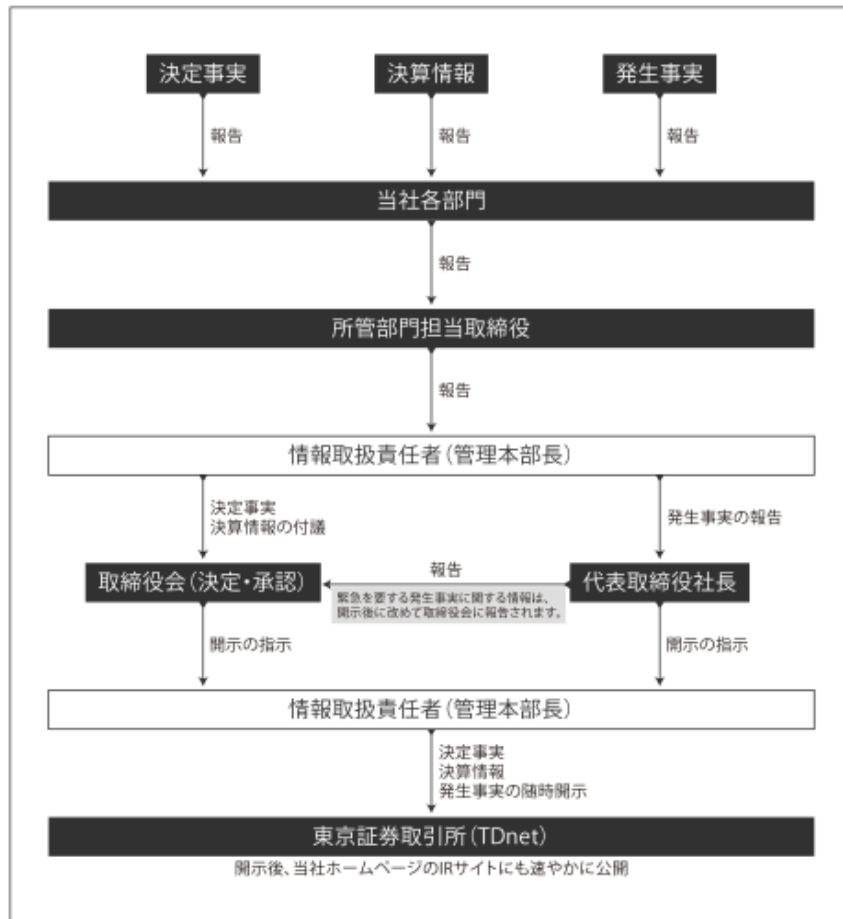 決定事実
決算情報
発生事実
報告
報告
報告
当社各部門
報告
所管部門担当取締役
報告
情報取扱責任者（管理本部長）
決定事実
決算情報の付議
発生事実の報告
取締役会（決定・承認）
報告
代表取締役社長
緊急を要する発生事実に関する情報は、
開示後に改めて取締役会に報告されます。
開示の指示
開示の指示
情報取扱責任者（管理本部長）
決定事実
決算情報
発生事実の随時開示
東京証券取引所（TDnet）
開示後、当社ホームページのIRサイトにも速やかに公開